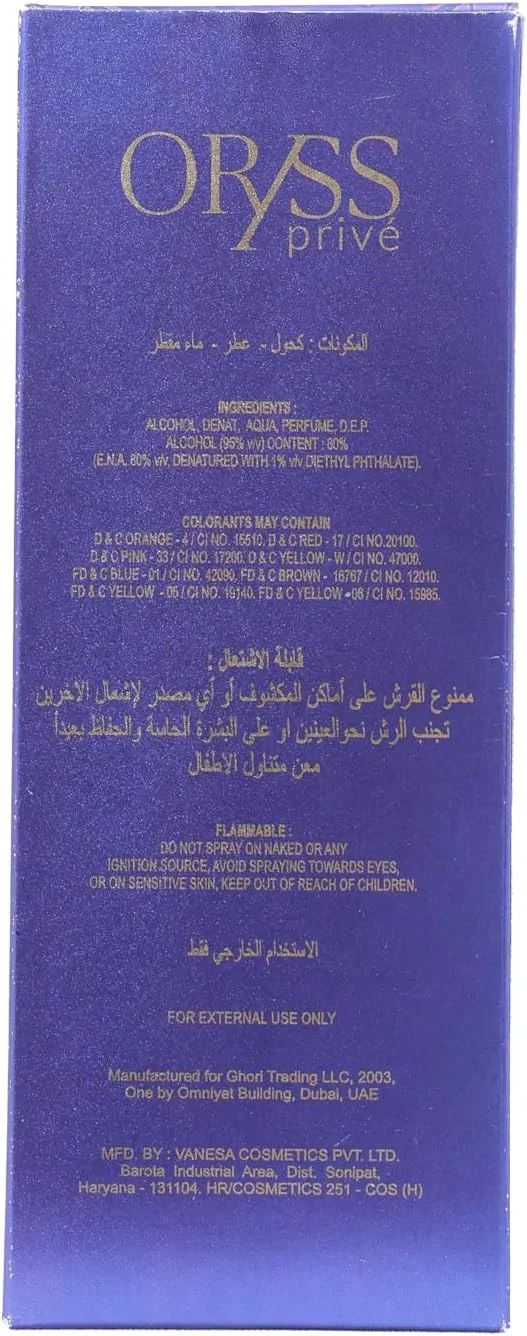 ORYSS
privé
المكونات : كحول - عطر - ماء مقطر
INGREDIENTS :
ALCOHOL, DENAT, AQUA, PERFUME, D.E.P.
ALCOHOL (95% v/v) CONTENT : 80%
(E.N.A. 80% v/v, DENATURED WITH 1% v/v DIETHYL PHTHALATE).
COLORANTS MAY CONTAIN
D & C ORANGE - 4 / CI NO. 15510, D & C RED - 17 / CI NO.20100,
D & C PINK - 33 / CI NO. 17200, D & C YELLOW - W / CI NO. 47000,
FD & C BLUE - 01 / CI NO. 42090, FD & C BROWN - 16767 / CI NO. 12010,
FD & C YELLOW - 05 / CI NO. 19140, FD & C YELLOW -06 / CI NO. 15985.
قابلة الاشتعال :
ممنوع القرش على أماكن المكشوف أو أي مصدر لإشعال الآخرين
تجنب الرش نحوالعينين او على البشرة الحاسة والحفاظ بعيداً
معن متناول الاطفال
FLAMMABLE :
DO NOT SPRAY ON NAKED OR ANY
IGNITION SOURCE, AVOID SPRAYING TOWARDS EYES,
OR ON SENSITIVE SKIN, KEEP OUT OF REACH OF CHILDREN.
الاستخدام الخارجي فقط
FOR EXTERNAL USE ONLY
Manufactured for Ghori Trading LLC, 2003,
One by Omniyat Building, Dubai, UAE
MFD. BY : VANESA COSMETICS PVT. LTD.
Barota Industrial Area, Dist. Sonipat,
Haryana - 131104. HR/COSMETICS 251 - COS (H)